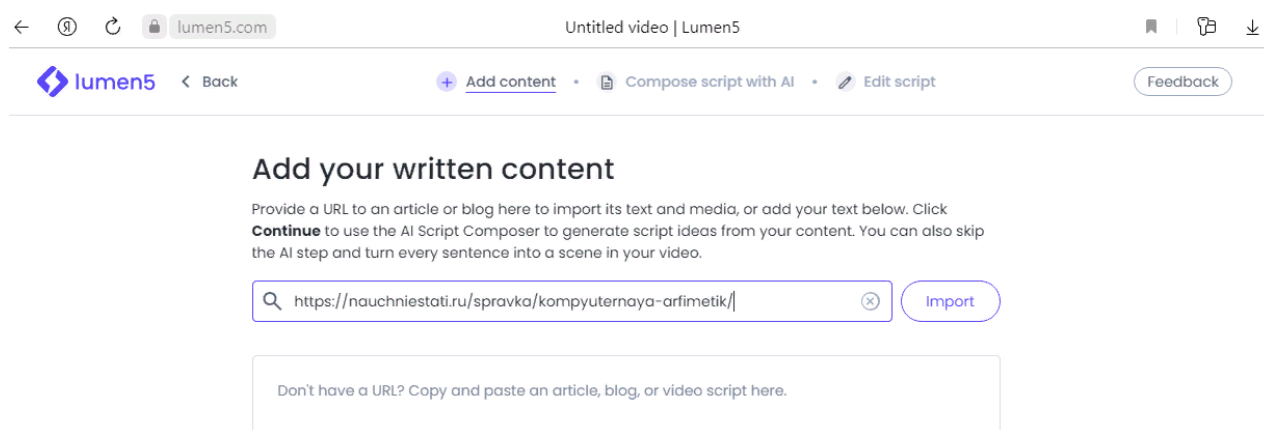 Я lumen5.com Untitled video | Lumen5
lumen5 Back Add content • Compose script with AI • Edit script Feedback
Add your written content
Provide a URL to an article or blog here to import its text and media, or add your text below. Click
Continue to use the AI Script Composer to generate script ideas from your content. You can also skip
the AI step and turn every sentence into a scene in your video.
https://nauchniestati.ru/spravka/kompyuternaya-arfimetik/ Import
Don't have a URL? Copy and paste an article, blog, or video script here.